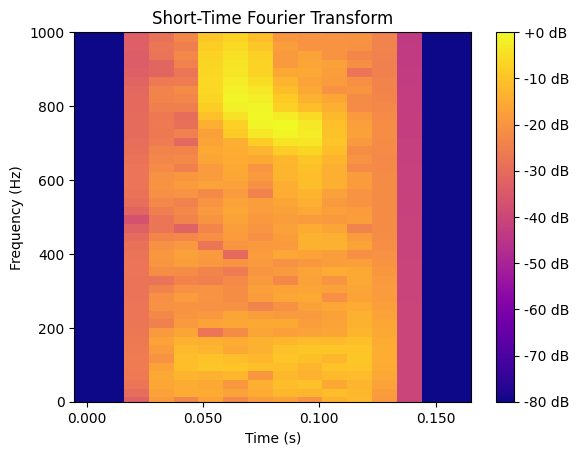 Short-Time Fourier Transform
1000
800
600
400
200
0
Frequency (Hz)
0.000
0.050
0.100
0.150
Time (s)
+0 dB
-10 dB
-20 dB
-30 dB
-40 dB
-50 dB
-60 dB
-70 dB
-80 dB